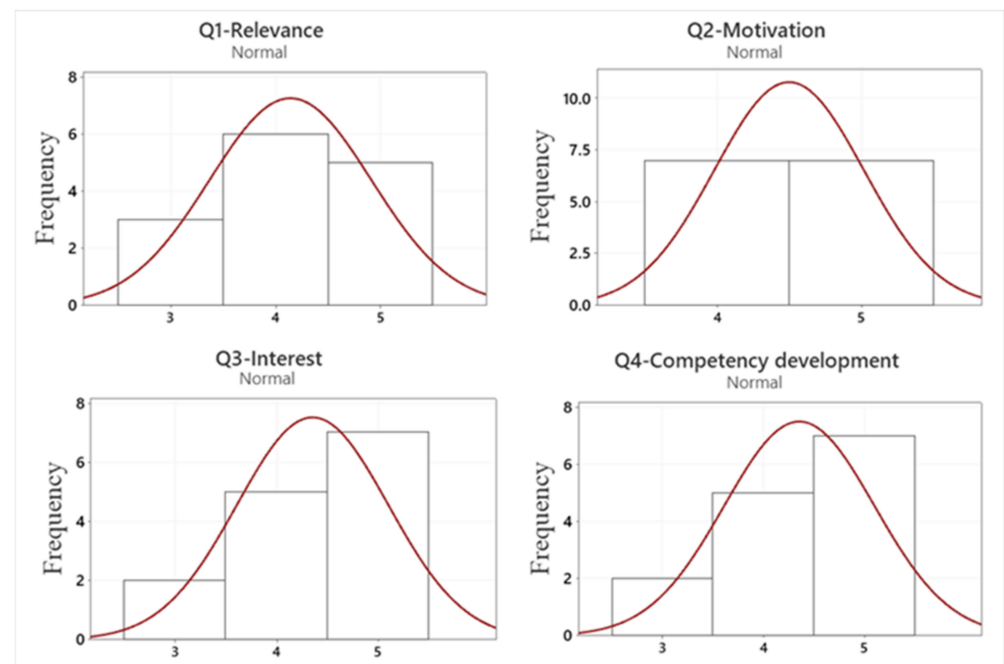 Q1-Relevance
Normal
Frequency
8
6
4
2
0
3 4 5
Q2-Motivation
Normal
Frequency
10.0
7.5
5.0
2.5
0.0
4 5
Q3-Interest
Normal
Frequency
8
6
4
2
0
3 4 5
Q4-Competency development
Normal
Frequency
8
6
4
2
0
3 4 5